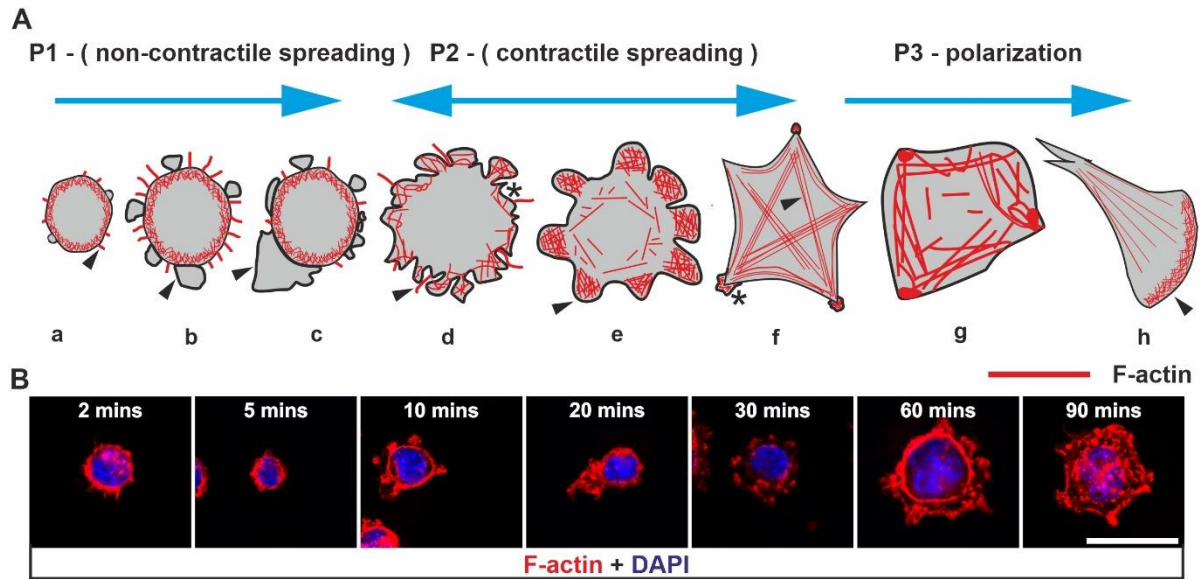 A
P1 - ( non-contractile spreading ) P2 - ( contractile spreading ) P3 - polarization
* *
a b c d e f g h
F-actin
B
2 mins 5 mins 10 mins 20 mins 30 mins 60 mins 90 mins
F-actin + DAPI